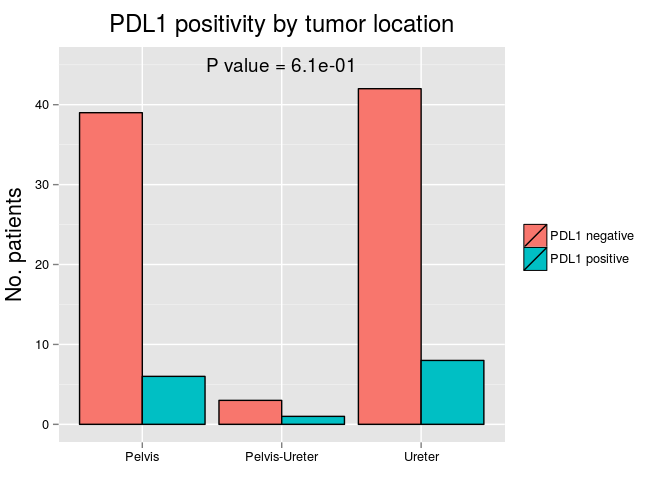 PDL1 positivity by tumor location
P value = 6.1e-01
No. patients
40
30
20
10
0
Pelvis
Pelvis-Ureter
Ureter
PDL1 negative
PDL1 positive